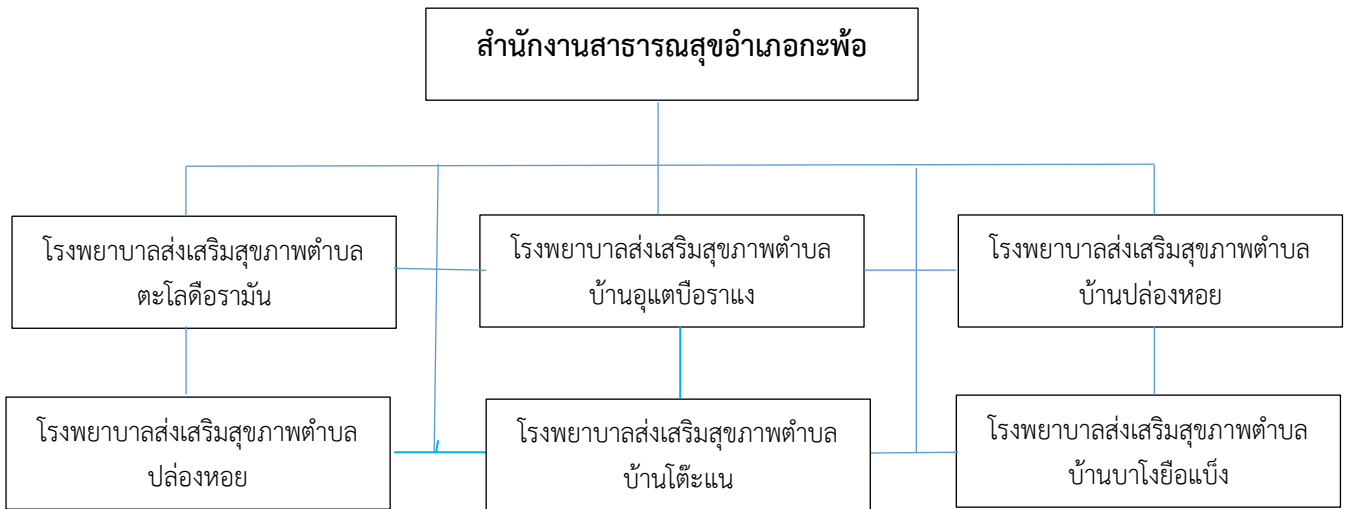 สำนักงานสาธารณสุขอำเภอกะพ้อ
โรงพยาบาลส่งเสริมสุขภาพตำบล
ตะโลดือรามัน
โรงพยาบาลส่งเสริมสุขภาพตำบล
บ้านอุแตบือราแง
โรงพยาบาลส่งเสริมสุขภาพตำบล
บ้านปล่องหอย
โรงพยาบาลส่งเสริมสุขภาพตำบล
ปล่องหอย
โรงพยาบาลส่งเสริมสุขภาพตำบล
บ้านโต๊ะแน
โรงพยาบาลส่งเสริมสุขภาพตำบล
บ้านบาโงยือแบ็ง